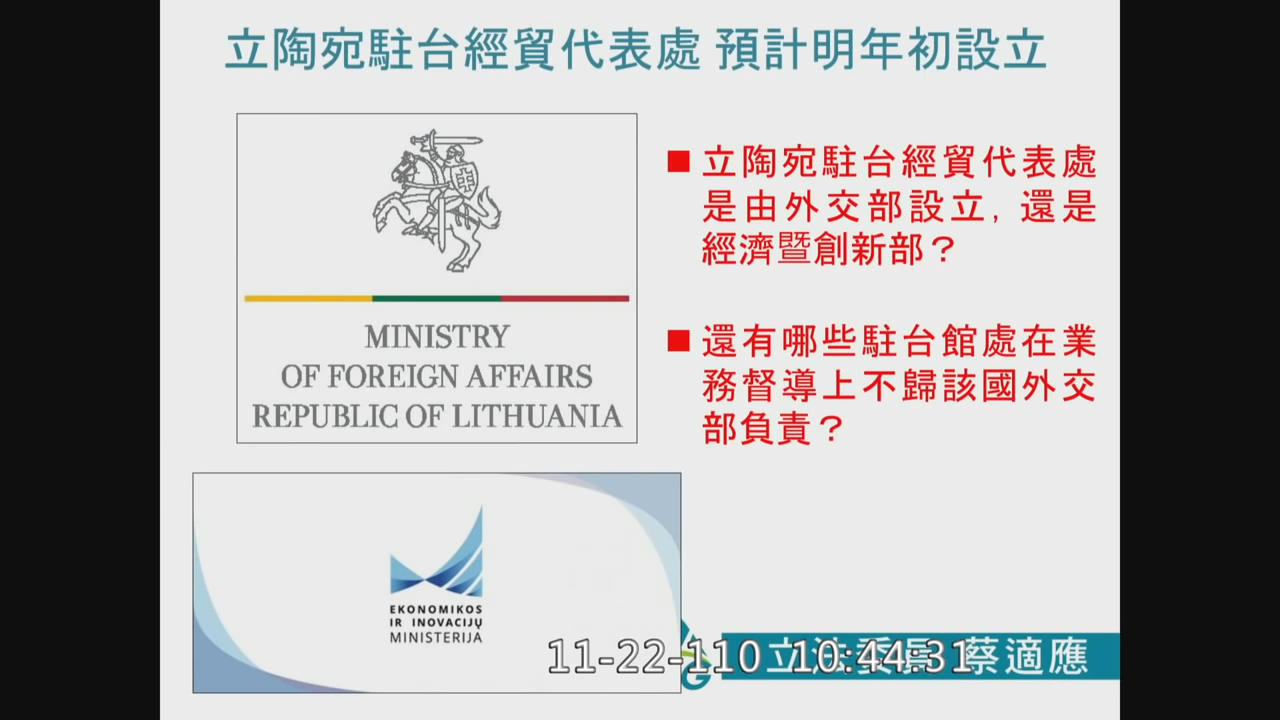 立陶宛駐台經貿代表處 預計明年初設立
MINISTRY
OF FOREIGN AFFAIRS
REPUBLIC OF LITHUANIA
立陶宛駐台經貿代表處
是由外交部設立, 還是
經濟暨創新部？
還有哪些駐台館處在業
務督導上不歸該國外交
部負責？
EKONOMIKOS
IR INOVACIJŲ
MINISTERIJA
11-22-110 10:44:31
立法委員 蔡適應